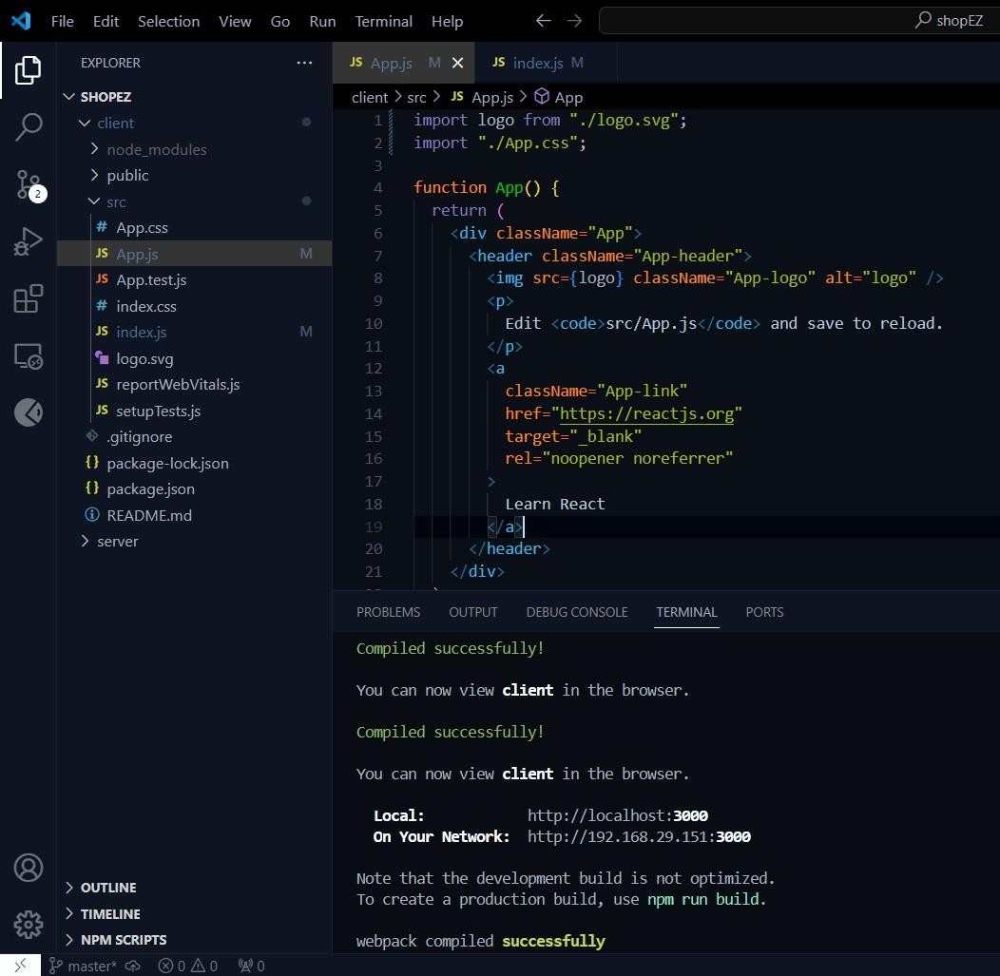 File Edit Selection View Go Run Terminal Help shopEZ
EXPLORER
SHOPEZ
client
node_modules
public
src
2
# App.css
JS App.js M
JS App.test.js
# index.css
JS index.js M
logo.svg
JS reportWebVitals.js
JS setupTests.js
.gitignore
{} package-lock.json
{} package.json
README.md
server
OUTLINE
TIMELINE
NPM SCRIPTS
JS App.js M JS index.js M
client > src > JS App.js > App
1 import logo from "./logo.svg";
2 import "./App.css";
3
4 function App() {
5 return (
6 <div className="App">
7 <header className="App-header">
8 <img src={logo} className="App-logo" alt="logo" />
9 <p>
10 Edit <code>src/App.js</code> and save to reload.
11 </p>
12 <a
13 className="App-link"
14 href="https://reactjs.org"
15 target="_blank"
16 rel="noopener noreferrer"
17 >
18 Learn React
19 </a>
20 </header>
21 </div>
PROBLEMS OUTPUT DEBUG CONSOLE TERMINAL PORTS
Compiled successfully!
You can now view client in the browser.
Compiled successfully!
You can now view client in the browser.
Local: http://localhost:3000
On Your Network: http://192.168.29.151:3000
Note that the development build is not optimized.
To create a production build, use npm run build.
webpack compiled successfully
master* 0 0 0